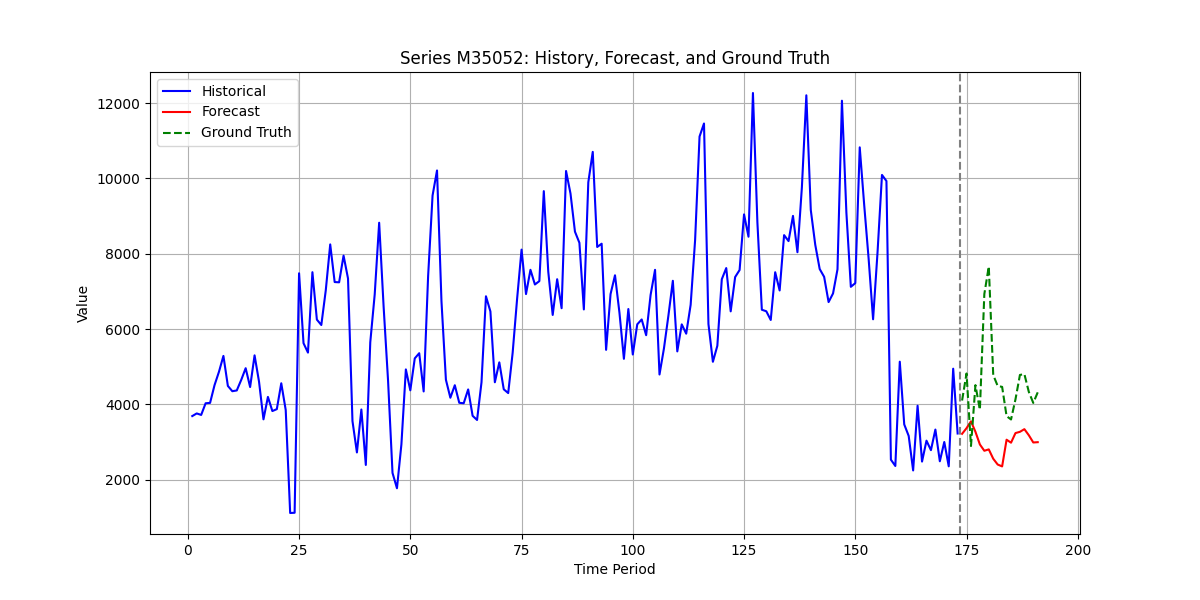 Series M35052: History, Forecast, and Ground Truth
Historical
Forecast
Ground Truth
Value
12000
10000
8000
6000
4000
2000
0 25 50 75 100 125 150 175 200
Time Period